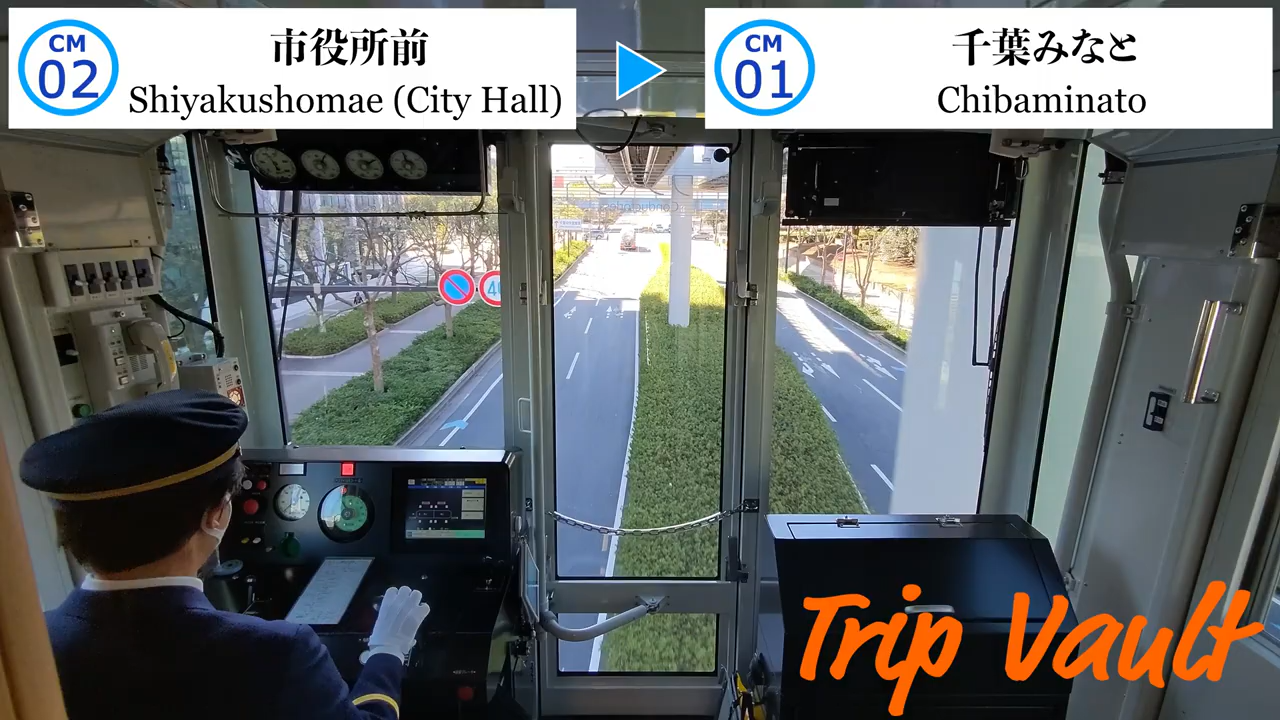 CM
02
市役所前
Shiyakushomae (City Hall)
CM
01
千葉みなと
Chibaminato
40
Trip Vault